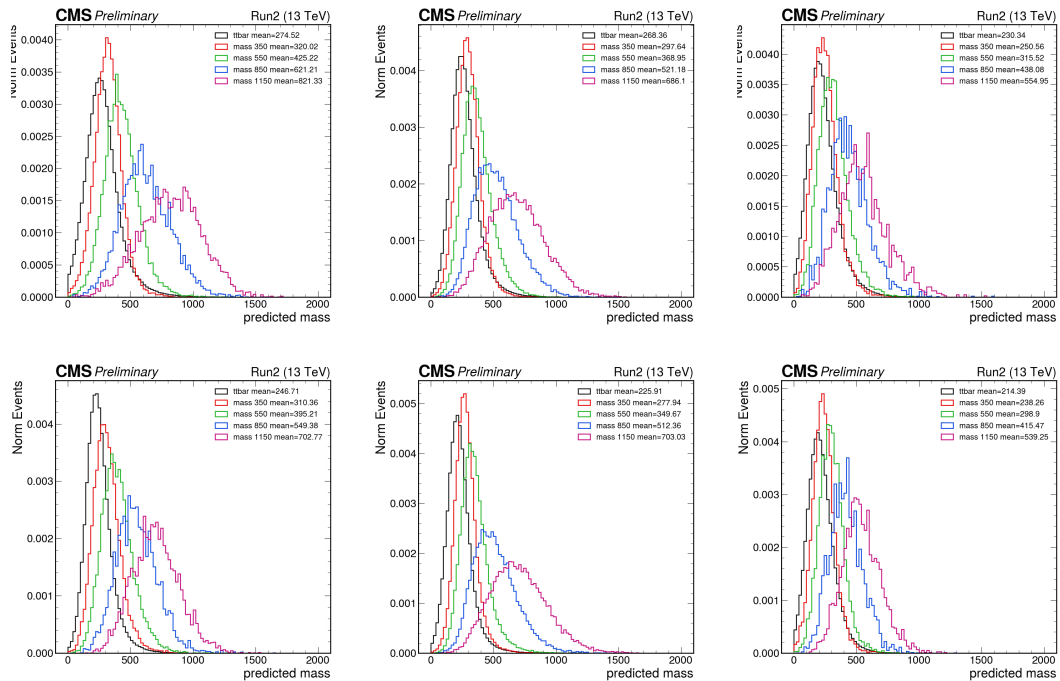 CMS Preliminary Run2 (13 TeV)
Norm Events
0.0040
0.0035
0.0030
0.0025
0.0020
0.0015
0.0010
0.0005
0.0000
ttbar mean=274.52
mass 350 mean=320.02
mass 550 mean=425.22
mass 850 mean=621.21
mass 1150 mean=821.33
0 500 1000 1500 2000
predicted mass
CMS Preliminary Run2 (13 TeV)
Norm Events
0.004
0.003
0.002
0.001
0.000
ttbar mean=268.36
mass 350 mean=297.64
mass 550 mean=368.95
mass 850 mean=521.18
mass 1150 mean=686.1
0 500 1000 1500 2000
predicted mass
CMS Preliminary Run2 (13 TeV)
Norm Events
0.0040
0.0035
0.0030
0.0025
0.0020
0.0015
0.0010
0.0005
0.0000
ttbar mean=230.34
mass 350 mean=250.56
mass 550 mean=315.52
mass 850 mean=438.08
mass 1150 mean=554.95
0 500 1000 1500 2000
predicted mass
CMS Preliminary Run2 (13 TeV)
Norm Events
0.004
0.003
0.002
0.001
0.000
ttbar mean=246.71
mass 350 mean=310.36
mass 550 mean=395.21
mass 850 mean=549.38
mass 1150 mean=702.77
0 500 1000 1500 2000
predicted mass
CMS Preliminary Run2 (13 TeV)
Norm Events
0.005
0.004
0.003
0.002
0.001
0.000
ttbar mean=225.91
mass 350 mean=277.94
mass 550 mean=349.67
mass 850 mean=512.36
mass 1150 mean=703.03
0 500 1000 1500 2000
predicted mass
CMS Preliminary Run2 (13 TeV)
Norm Events
0.005
0.004
0.003
0.002
0.001
0.000
ttbar mean=214.39
mass 350 mean=238.26
mass 550 mean=298.9
mass 850 mean=415.47
mass 1150 mean=539.25
0 500 1000 1500 2000
predicted mass